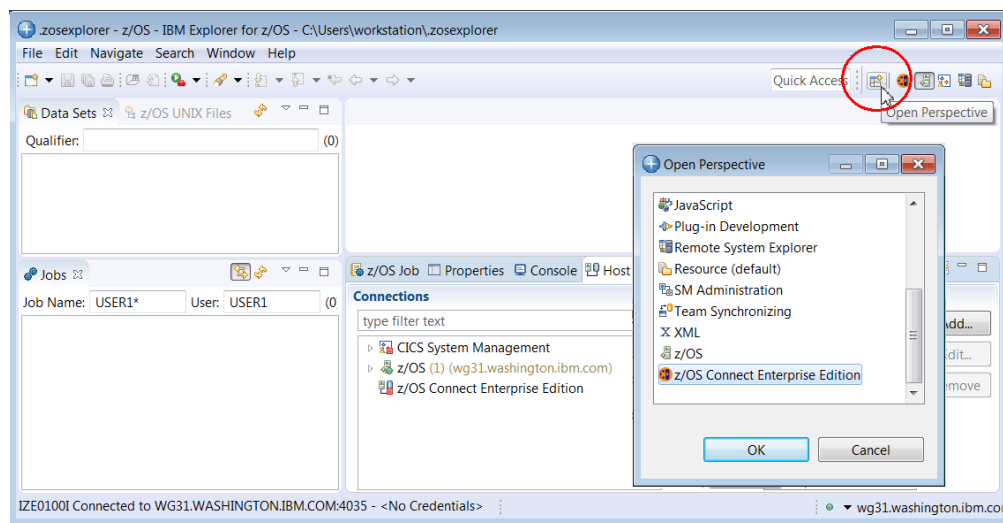 .zosexplorer - z/OS - IBM Explorer for z/OS - C:\Users\workstation\.zosexplorer
File Edit Navigate Search Window Help
Quick Access
Open Perspective
Data Sets z/OS UNIX Files
Qualifier: (0)
Open Perspective
JavaScript
Plug-in Development
Remote System Explorer
Resource (default)
SM Administration
Team Synchronizing
XML
z/OS
z/OS Connect Enterprise Edition
OK Cancel
Jobs
Job Name: USER1* User: USER1 (0
z/OS Job Properties Console Host
Connections
type filter text
CICS System Management
z/OS (1) (wg31.washington.ibm.com)
z/OS Connect Enterprise Edition
dd...
dit...
move
IZE0100I Connected to WG31.WASHINGTON.IBM.COM:4035 - <No Credentials>
wg31.washington.ibm.co